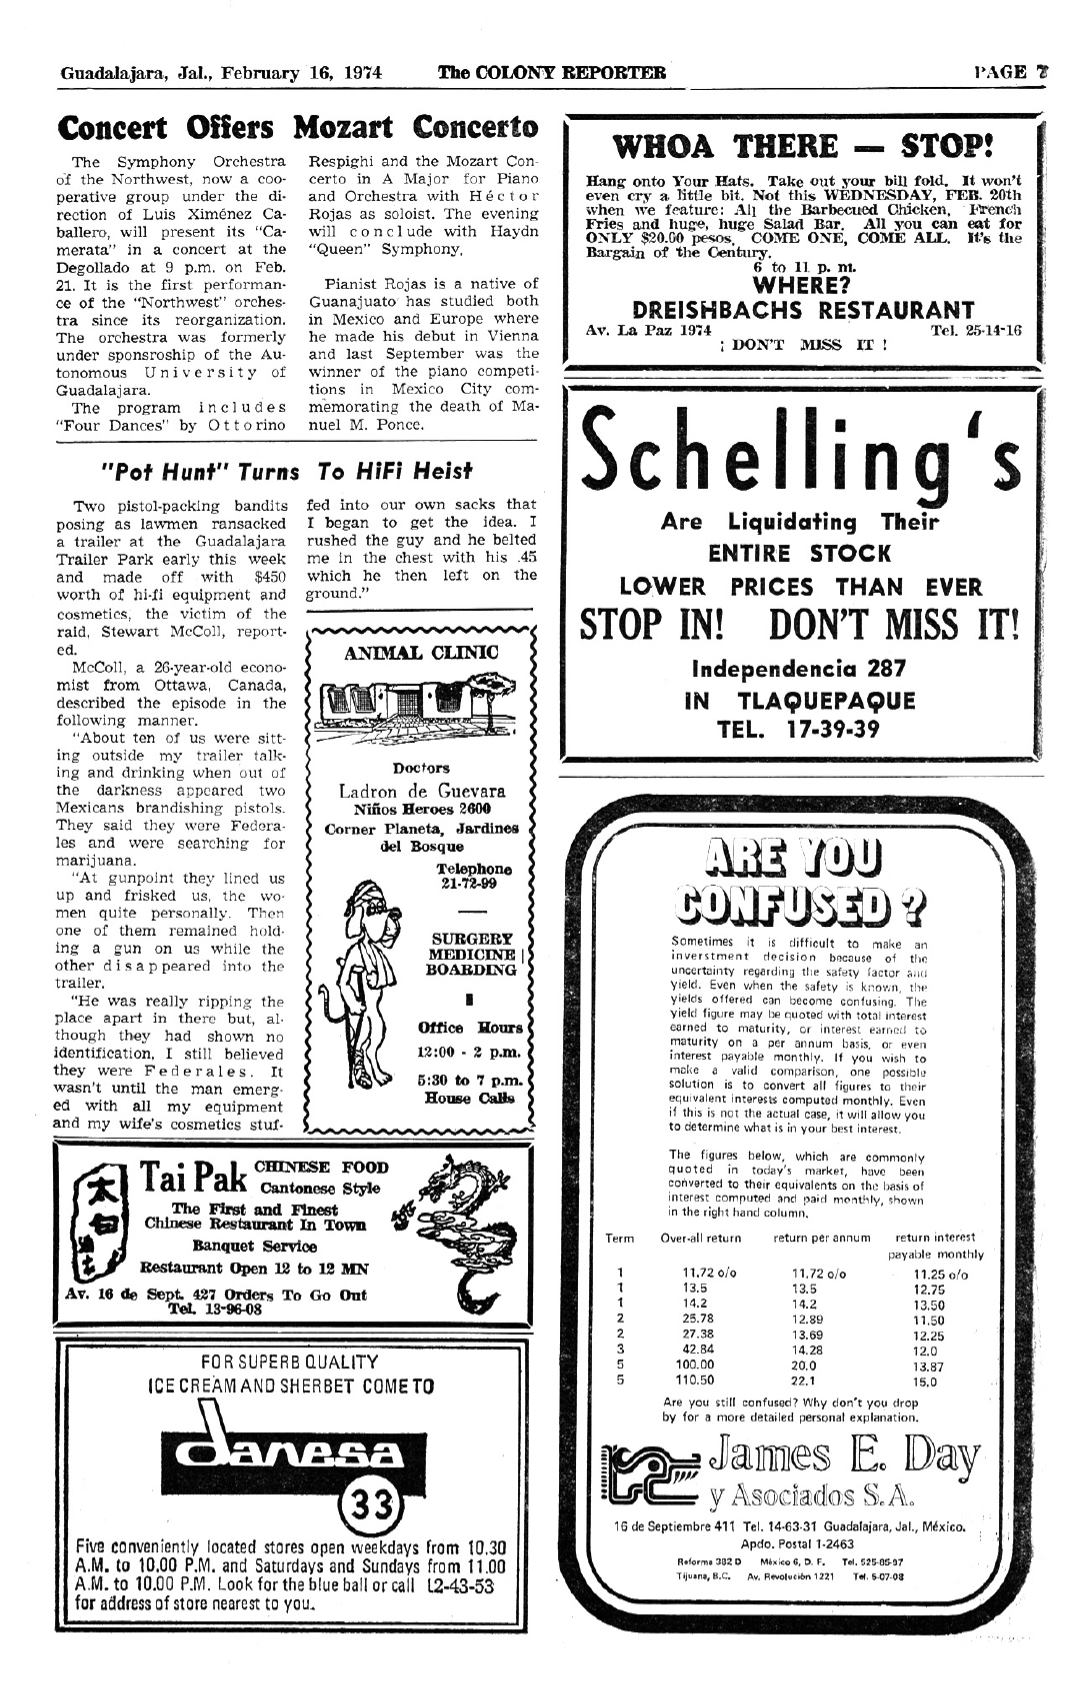 Guadalajara, Jal., February 16, 1974 The COLONY REPORTER PAGE 7
Concert Offers Mozart Concerto
The Symphony Orchestra
of the Northwest, now a coo-
perative group under the di-
rection of Luis Ximénez Ca-
ballero, will present its "Ca-
merata" in a concert at the
Degollado at 9 p.m. on Feb.
21. It is the first performan-
ce of the "Northwest" orches-
tra since its reorganization.
The orchestra was formerly
under sponsroship of the Au-
tonomous University of
Guadalajara.
The program includes
"Four Dances" by Ottorino
Respighi and the Mozart Con-
certo in A Major for Piano
and Orchestra with Héctor
Rojas as soloist. The evening
will conclude with Haydn
"Queen" Symphony.
Pianist Rojas is a native of
Guanajuato has studied both
in Mexico and Europe where
he made his debut in Vienna
and last September was the
winner of the piano competi-
tions in Mexico City com-
memorating the death of Ma-
nuel M. Ponce.
"Pot Hunt" Turns To HiFi Heist
Two pistol-packing bandits
posing as lawmen ransacked
a trailer at the Guadalajara
Trailer Park early this week
and made off with $450
worth of hi-fi equipment and
cosmetics, the victim of the
raid, Stewart McColl, report-
ed.
McColl, a 26-year-old econo-
mist from Ottawa, Canada,
described the episode in the
following manner.
"About ten of us were sitt-
ing outside my trailer talk-
ing and drinking when out of
the darkness appeared two
Mexicans brandishing pistols.
They said they were Federa-
les and were searching for
marijuana.
"At gunpoint they lined us
up and frisked us, the wo-
men quite personally. Then
one of them remained hold-
ing a gun on us while the
other disappeared into the
trailer.
"He was really ripping the
place apart in there but, al-
though they had shown no
identification, I still believed
they were Federales. It
wasn't until the man emerg-
ed with all my equipment
and my wife's cosmetics stuf-
fed into our own sacks that
I began to get the idea. I
rushed the guy and he belted
me in the chest with his .45
which he then left on the
ground."
ANIMAL CLINIC
Doctors
Ladron de Guevara
Niños Heroes 2600
Corner Planeta, Jardines
del Bosque
Telephone
21-72-99
SURGERY
MEDICINE
BOARDING
Office Hours
12:00 - 2 p.m.
5:30 to 7 p.m.
House Calls
太白
Tai Pak CHINESE FOOD
Cantonese Style
The First and Finest
Chinese Restaurant In Town
Banquet Service
Restaurant Open 12 to 12 MN
Av. 16 de Sept. 427 Orders To Go Out
Tel. 13-96-08
FOR SUPERB QUALITY
ICE CREAM AND SHERBET COME TO
danesa
33
Five conveniently located stores open weekdays from 10.30
A.M. to 10.00 P.M. and Saturdays and Sundays from 11.00
A.M. to 10.00 P.M. Look for the blue ball or call 12-43-53
for address of store nearest to you.
WHOA THERE — STOP!
Hang onto Your Hats. Take out your bill fold. It won't
even cry a little bit. Not this WEDNESDAY, FEB. 20th
when we feature: All the Barbecued Chicken, French
Fries and huge, huge Salad Bar. All you can eat for
ONLY $20.00 pesos. COME ONE, COME ALL. It's the
Bargain of the Century.
6 to 11 p. m.
WHERE?
DREISHBACHS RESTAURANT
Av. La Paz 1974 Tel. 25-14-16
¡ DON'T MISS IT !
Schelling's
Are Liquidating Their
ENTIRE STOCK
LOWER PRICES THAN EVER
STOP IN! DON'T MISS IT!
Independencia 287
IN TLAQUEPAQUE
TEL. 17-39-39
ARE YOU
CONFUSED?
Sometimes it is difficult to make an
inverstment decision because of the
uncertainty regarding the safety factor and
yield. Even when the safety is known, the
yields offered can become confusing. The
yield figure may be quoted with total interest
earned to maturity, or interest earned to
maturity on a per annum basis, or even
interest payable monthly. If you wish to
make a valid comparison, one possible
solution is to convert all figures to their
equivalent interests computed monthly. Even
if this is not the actual case, it will allow you
to determine what is in your best interest.
The figures below, which are commonly
quoted in today's market, have been
converted to their equivalents on the basis of
interest computed and paid monthly, shown
in the right hand column.
Term Over-all return return per annum return interest
payable monthly
1 11.72 o/o 11.72 o/o 11.25 o/o
1 13.5 13.5 12.75
1 14.2 14.2 13.50
2 25.78 12.89 11.50
2 27.38 13.69 12.25
3 42.84 14.28 12.0
5 100.00 20.0 13.87
5 110.50 22.1 15.0
Are you still confused? Why don't you drop
by for a more detailed personal explanation.
James E. Day
y Asociados S.A.
16 de Septiembre 411 Tel. 14-63-31 Guadalajara, Jal., México.
Apdo. Postal 1-2463
Reforma 382 D México 6, D. F. Tel. 525-85-97
Tijuana, B.C. Av. Revolución 1221 Tel. 5-07-08